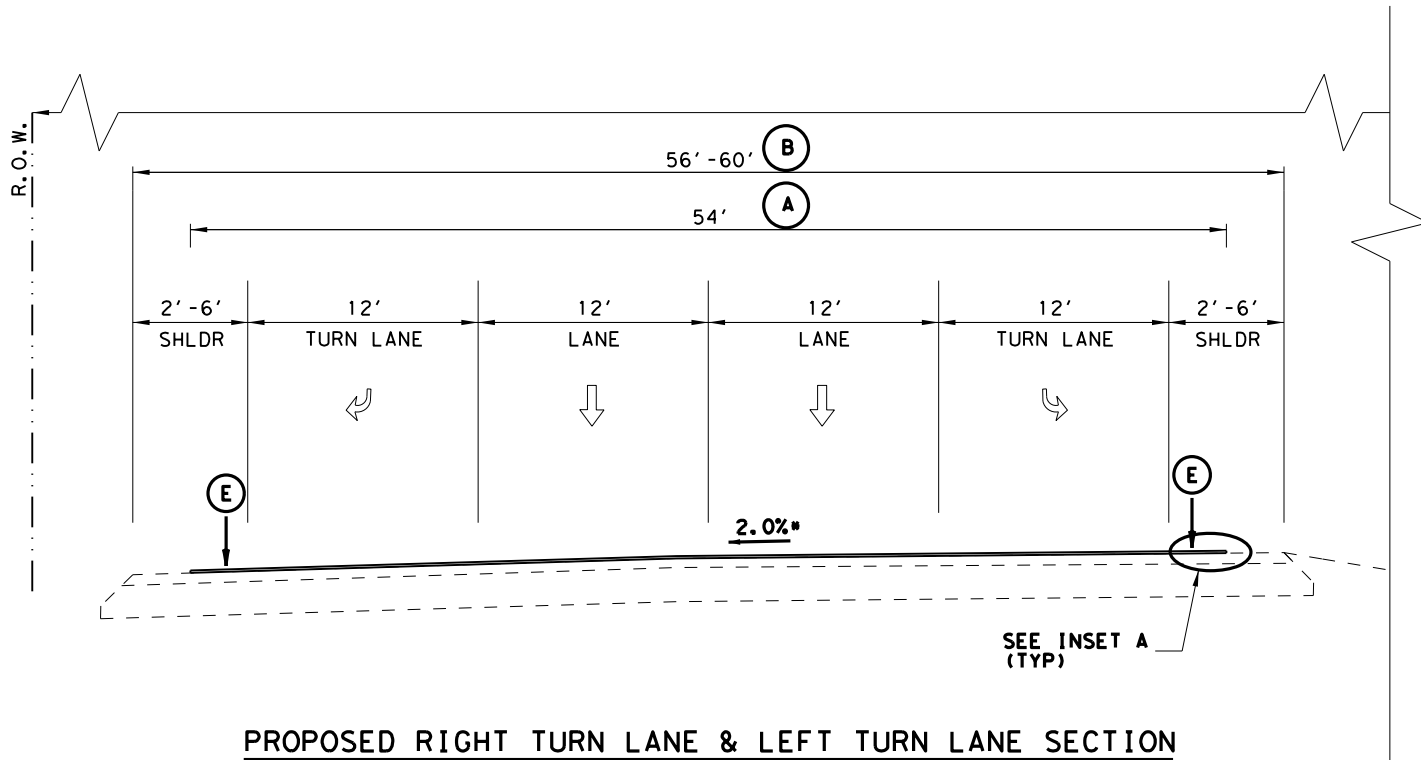 R.O.W.
56'-60' B
54' A
2'-6' 12' 12' 12' 12' 2'-6'
SHLDR TURN LANE LANE LANE TURN LANE SHLDR
E E
2.0%*
SEE INSET A
(TYP)
PROPOSED RIGHT TURN LANE & LEFT TURN LANE SECTION